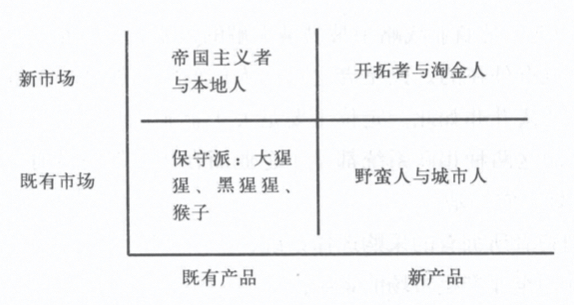 帝国主义者
与本地人
开拓者与淘金人
新市场
保守派：大猩
猩、黑猩猩、
猴子
野蛮人与城市人
既有市场
既有产品
新产品